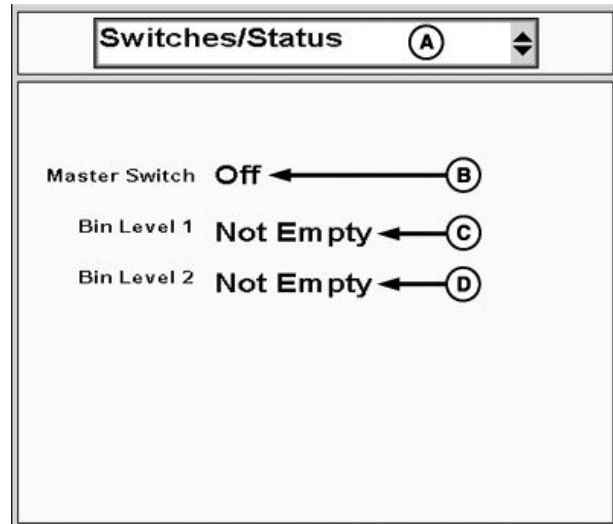 Switches/Status A
Master Switch Off B
Bin Level 1 Not Empty C
Bin Level 2 Not Empty D